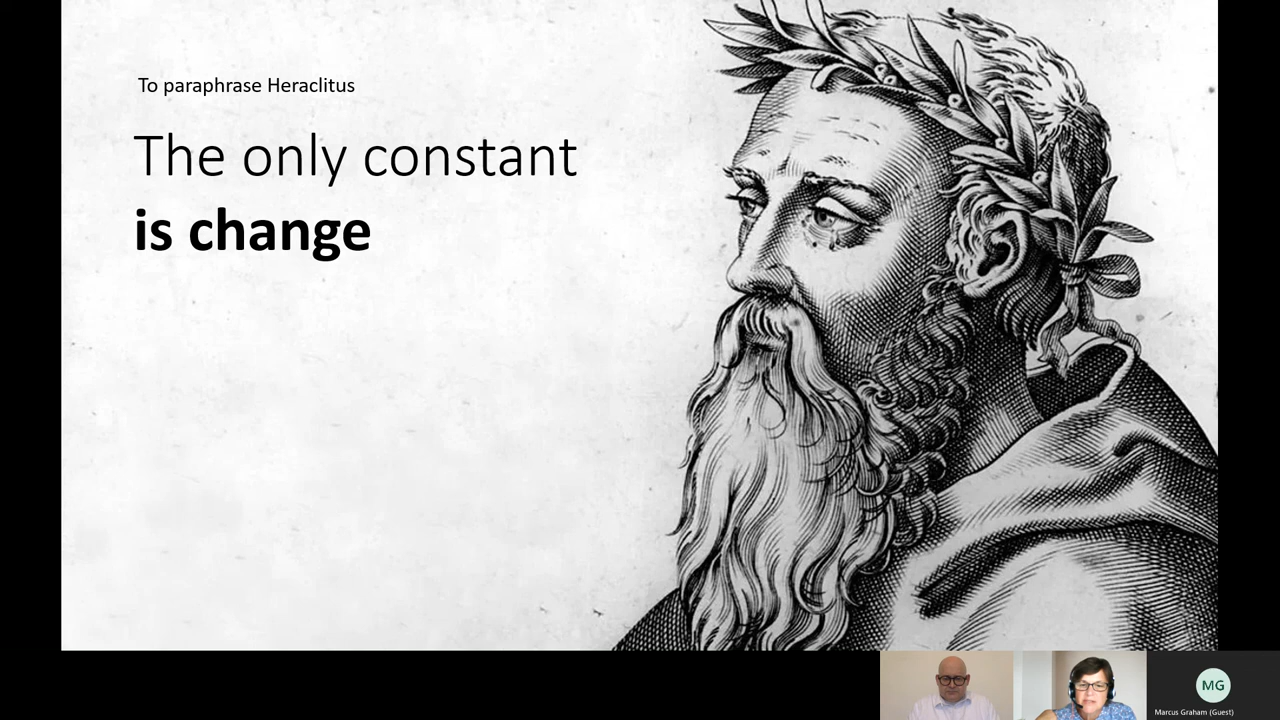 To paraphrase Heraclitus
The only constant
is change
MG
Marcus Graham (Guest)